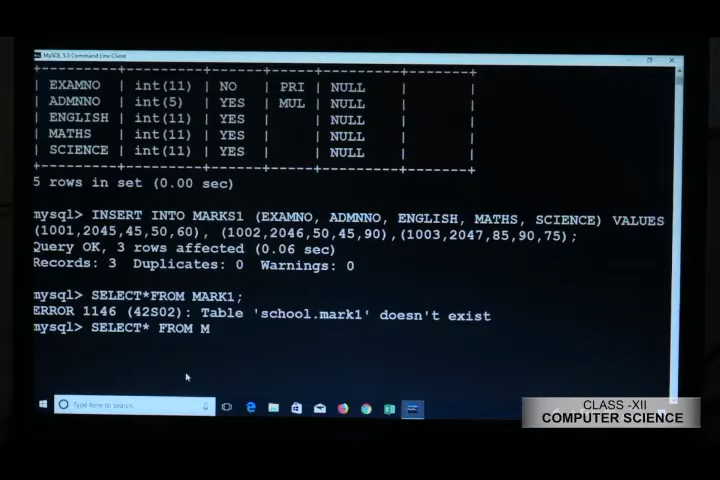 MySQL 5.5 Command Line Client
| EXAMNO | int(11) | NO | PRI | NULL | |
| ADMNNO | int(5) | YES | MUL | NULL | |
| ENGLISH | int(11) | YES | | NULL | |
| MATHS | int(11) | YES | | NULL | |
| SCIENCE | int(11) | YES | | NULL | |
5 rows in set (0.00 sec)
mysql> INSERT INTO MARKS1 (EXAMNO, ADMNNO, ENGLISH, MATHS, SCIENCE) VALUES
(1001,2045,45,50,60), (1002,2046,50,45,90),(1003,2047,85,90,75);
Query OK, 3 rows affected (0.06 sec)
Records: 3 Duplicates: 0 Warnings: 0
mysql> SELECT*FROM MARK1;
ERROR 1146 (42S02): Table 'school.mark1' doesn't exist
mysql> SELECT* FROM M
Type here to search
CLASS -XII
COMPUTER SCIENCE